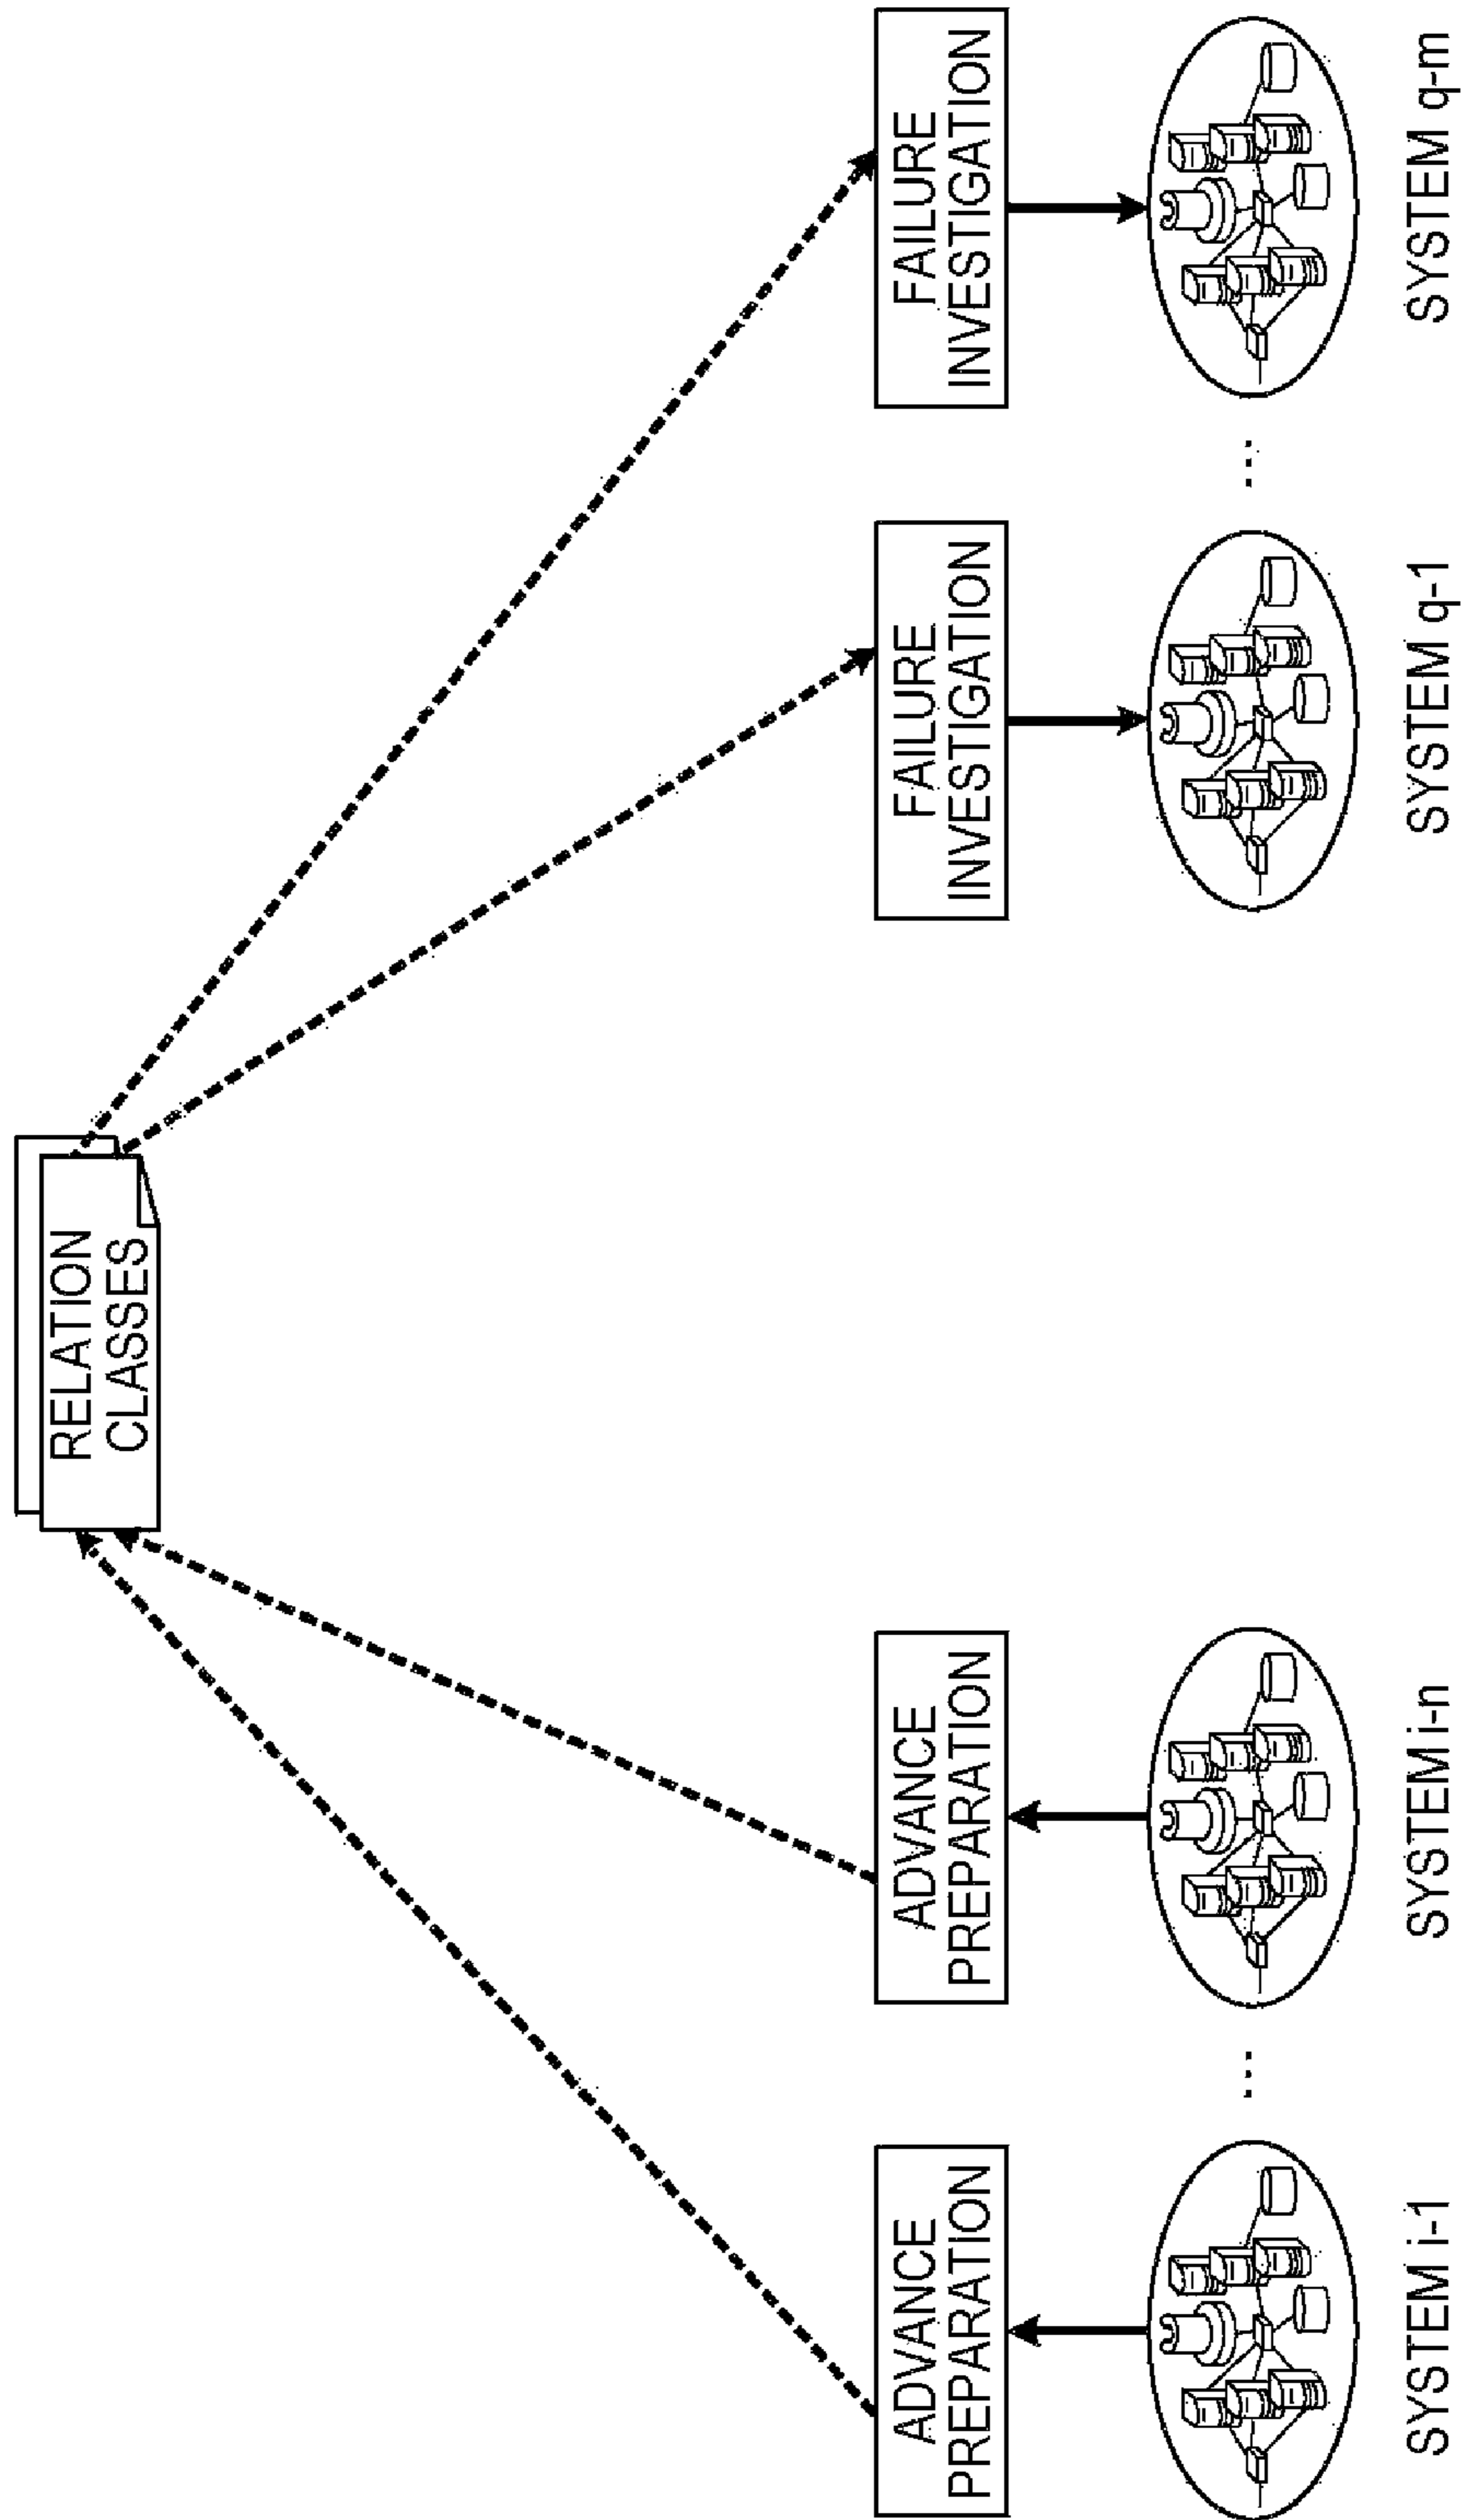 RELATION
CLASSES
ADVANCE
PREPARATION
ADVANCE
PREPARATION
FAILURE
INVESTIGATION
FAILURE
INVESTIGATION
...
...
SYSTEM i-1
SYSTEM i-n
SYSTEM q-1
SYSTEM q-m